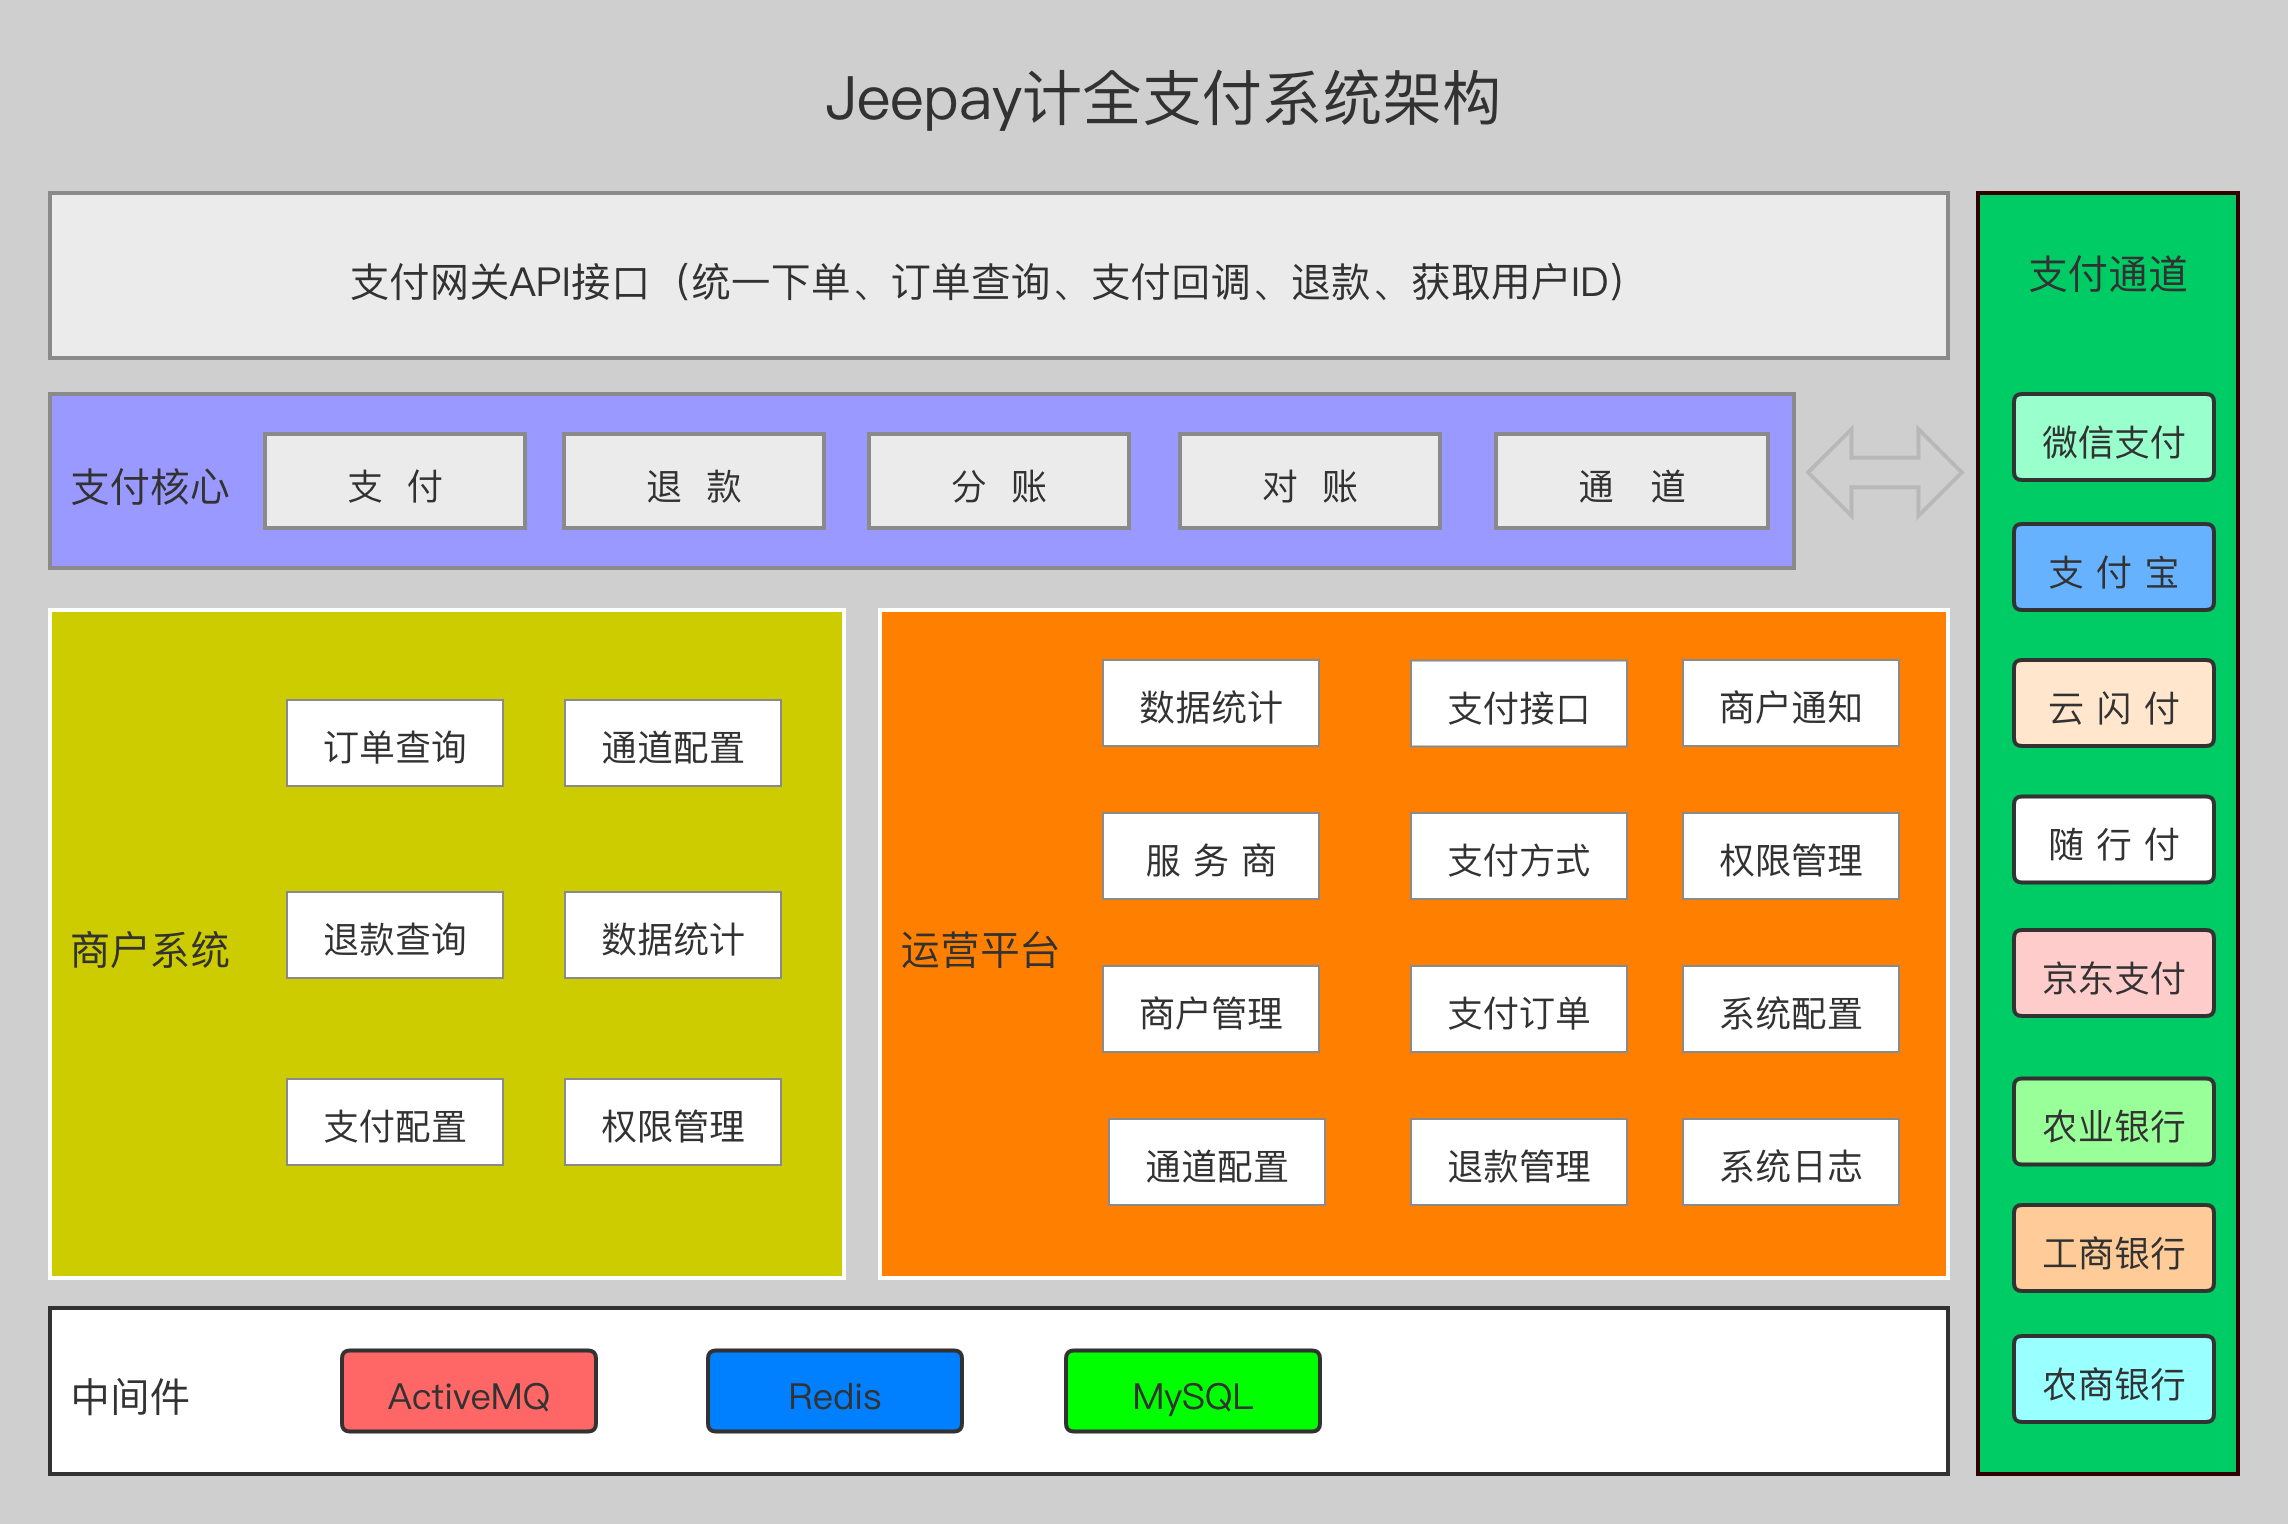 Jeepay计全支付系统架构
支付网关API接口（统一下单、订单查询、支付回调、退款、获取用户ID）
支付核心
支 付
退 款
分 账
对 账
通 道
商户系统
订单查询
通道配置
退款查询
数据统计
支付配置
权限管理
运营平台
数据统计
支付接口
商户通知
服 务 商
支付方式
权限管理
商户管理
支付订单
系统配置
通道配置
退款管理
系统日志
中间件
ActiveMQ
Redis
MySQL
支付通道
微信支付
支 付 宝
云 闪 付
随 行 付
京东支付
农业银行
工商银行
农商银行